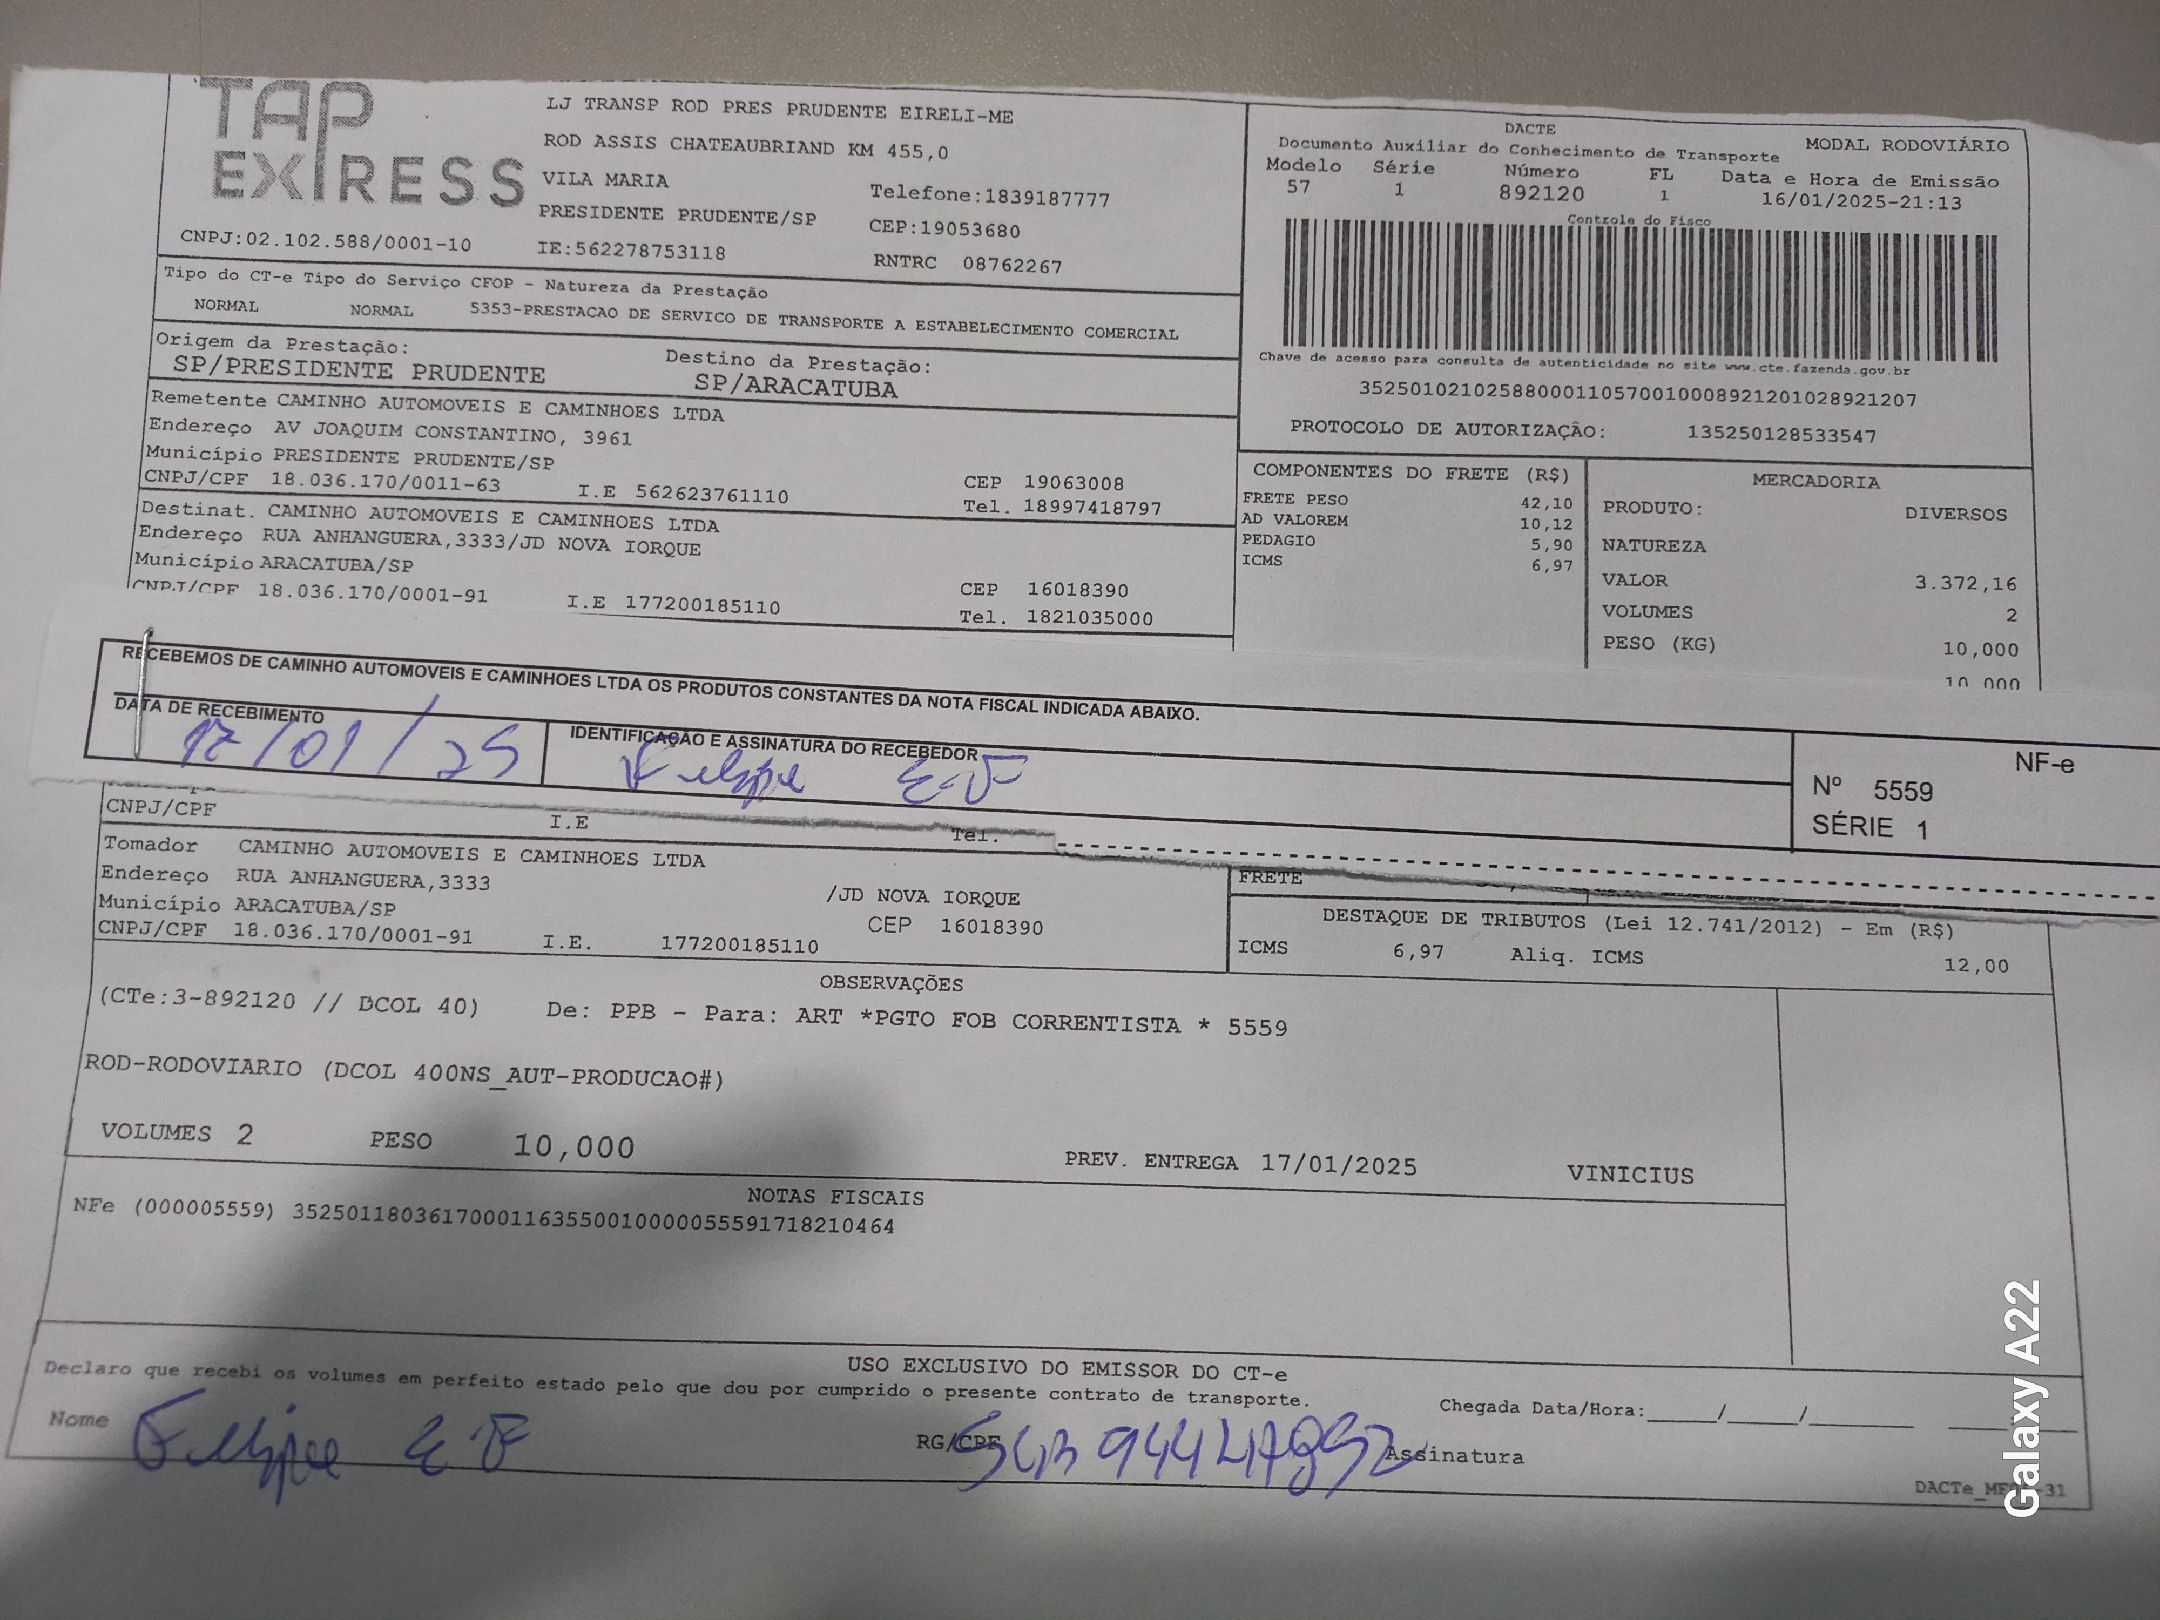 TAP
EXPRESS
LJ TRANSP ROD PRES PRUDENTE EIRELI-ME
ROD ASSIS CHATEAUBRIAND KM 455,0
VILA MARIA Telefone:1839187777
PRESIDENTE PRUDENTE/SP CEP:19053680
CNPJ:02.102.588/0001-10 IE:562278753118 RNTRC 08762267
DACTE MODAL RODOVIÁRIO
Documento Auxiliar do Conhecimento de Transporte
Modelo Série Número FL Data e Hora de Emissão
57 1 892120 1 16/01/2025-21:13
Controle do Fisco
Chave de acesso para consulta de autenticidade no site www.cte.fazenda.gov.br
35250102102588000110570010008921201028921207
PROTOCOLO DE AUTORIZAÇÃO: 135250128533547
Tipo do CT-e Tipo do Serviço CFOP - Natureza da Prestação
NORMAL NORMAL 5353-PRESTACAO DE SERVICO DE TRANSPORTE A ESTABELECIMENTO COMERCIAL
Origem da Prestação: Destino da Prestação:
SP/PRESIDENTE PRUDENTE SP/ARACATUBA
Remetente CAMINHO AUTOMOVEIS E CAMINHOES LTDA
Endereço AV JOAQUIM CONSTANTINO, 3961
Município PRESIDENTE PRUDENTE/SP CEP 19063008
CNPJ/CPF 18.036.170/0011-63 I.E 562623761110 Tel. 18997418797
Destinat. CAMINHO AUTOMOVEIS E CAMINHOES LTDA
Endereço RUA ANHANGUERA,3333/JD NOVA IORQUE
Município ARACATUBA/SP CEP 16018390
CNPJ/CPF 18.036.170/0001-91 I.E 177200185110 Tel. 1821035000
COMPONENTES DO FRETE (R$)
FRETE PESO 42,10
AD VALOREM 10,12
PEDAGIO 5,90
ICMS 6,97
MERCADORIA
PRODUTO: DIVERSOS
NATUREZA
VALOR 3.372,16
VOLUMES 2
PESO (KG) 10,000
10,000
RECEBEMOS DE CAMINHO AUTOMOVEIS E CAMINHOES LTDA OS PRODUTOS CONSTANTES DA NOTA FISCAL INDICADA ABAIXO.
DATA DE RECEBIMENTO IDENTIFICAÇÃO E ASSINATURA DO RECEBEDOR
17/01/25 Felipe E.F
NF-e
Nº 5559
SÉRIE 1
CNPJ/CPF I.E Tel.
Tomador CAMINHO AUTOMOVEIS E CAMINHOES LTDA
Endereço RUA ANHANGUERA,3333 /JD NOVA IORQUE
Município ARACATUBA/SP CEP 16018390
CNPJ/CPF 18.036.170/0001-91 I.E. 177200185110
FRETE
DESTAQUE DE TRIBUTOS (Lei 12.741/2012) - Em (R$)
ICMS 6,97 Aliq. ICMS 12,00
OBSERVAÇÕES
(CTe:3-892120 // DCOL 40) De: PPB - Para: ART *PGTO FOB CORRENTISTA * 5559
ROD-RODOVIARIO (DCOL 400NS_AUT-PRODUCAO#)
VOLUMES 2 PESO 10,000 PREV. ENTREGA 17/01/2025 VINICIUS
NOTAS FISCAIS
NFe (000005559) 35250118036170001163550010000055591718210464
USO EXCLUSIVO DO EMISSOR DO CT-e
Declaro que recebi os volumes em perfeito estado pelo que dou por cumprido o presente contrato de transporte.
Chegada Data/Hora:_____/_____/________
Nome Felipe E.F RG/CPF Assinatura
Galaxy A22